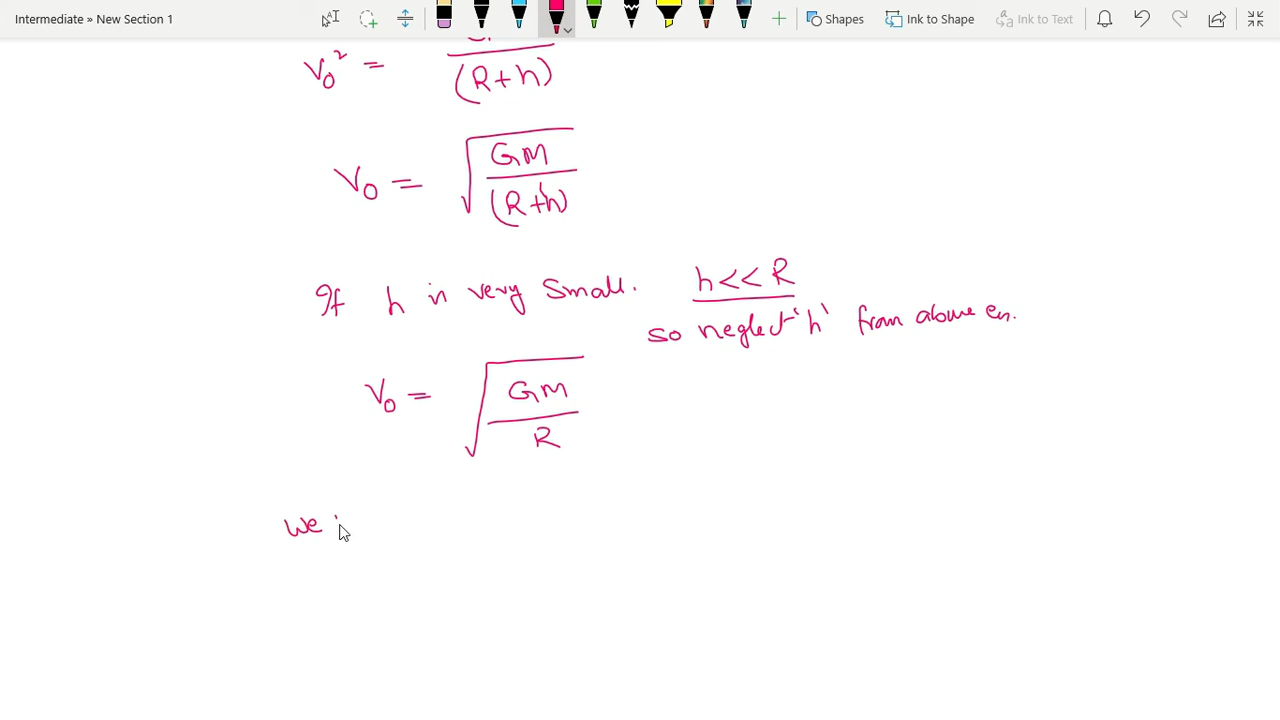 Intermediate » New Section 1
Shapes
Ink to Shape
Ink to Text
V₀² =
(R+h)
V₀ = √GM
(R+h)
If h is very small. h<<R
so neglect 'h' from above en.
V₀ = √GM
R
we